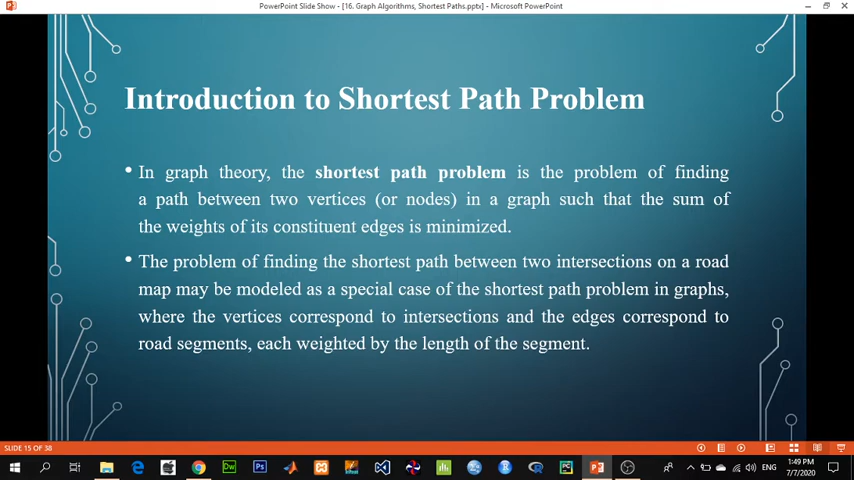 PowerPoint Slide Show - [16. Graph Algorithms, Shortest Paths.pptx] - Microsoft PowerPoint
Introduction to Shortest Path Problem
• In graph theory, the shortest path problem is the problem of finding
a path between two vertices (or nodes) in a graph such that the sum of
the weights of its constituent edges is minimized.
• The problem of finding the shortest path between two intersections on a road
map may be modeled as a special case of the shortest path problem in graphs,
where the vertices correspond to intersections and the edges correspond to
road segments, each weighted by the length of the segment.
SLIDE 15 OF 38
Dw
Ps
R
PC
ENG
1:49 PM
7/7/2020